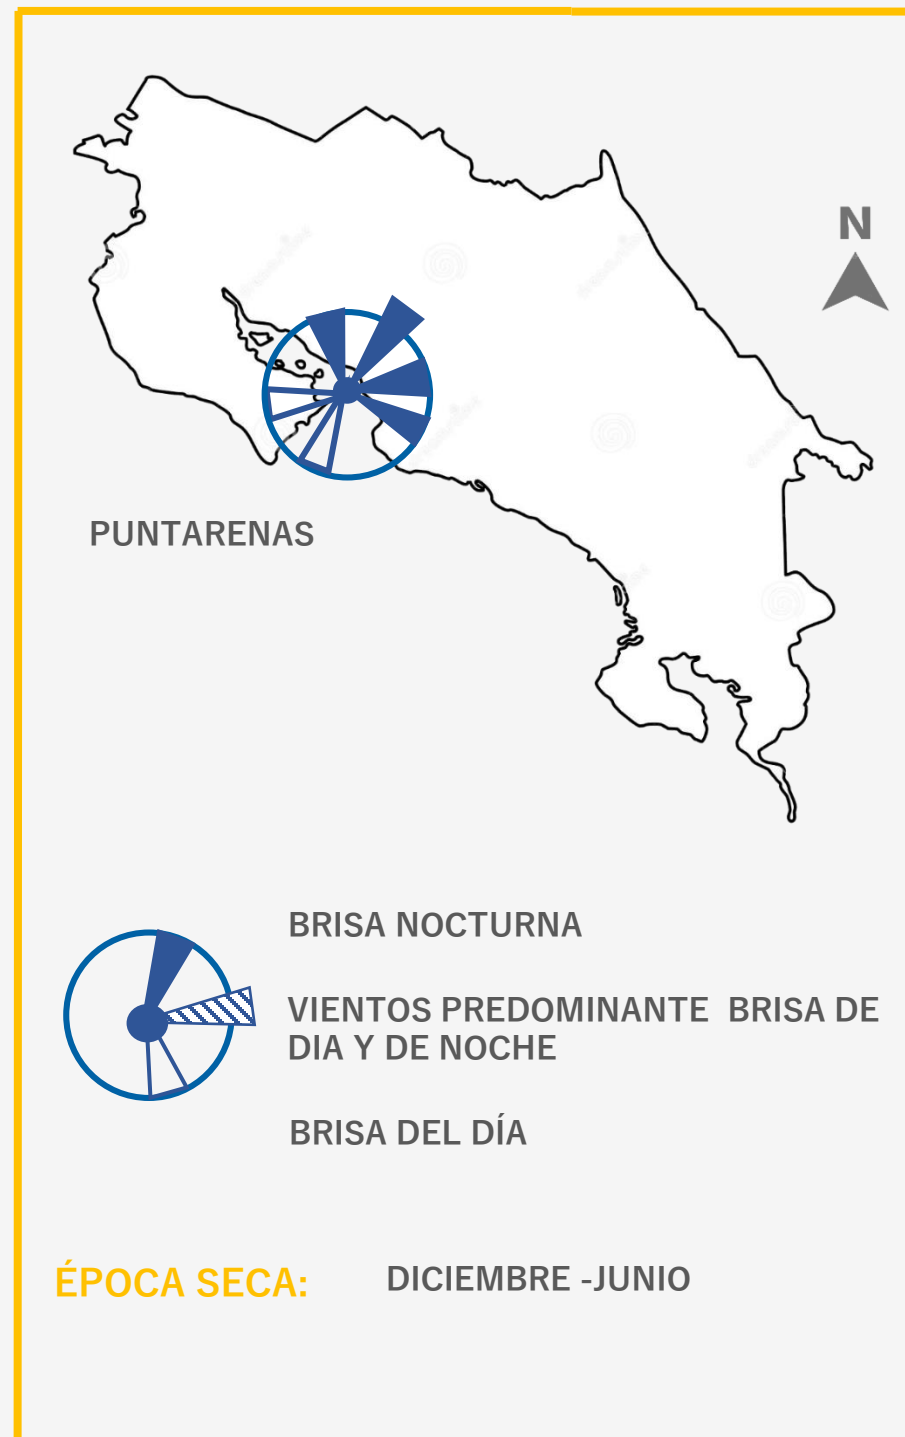 N
PUNTARENAS
BRISA NOCTURNA
VIENTOS PREDOMINANTE BRISA DE
DIA Y DE NOCHE
BRISA DEL DÍA
ÉPOCA SECA: DICIEMBRE -JUNIO